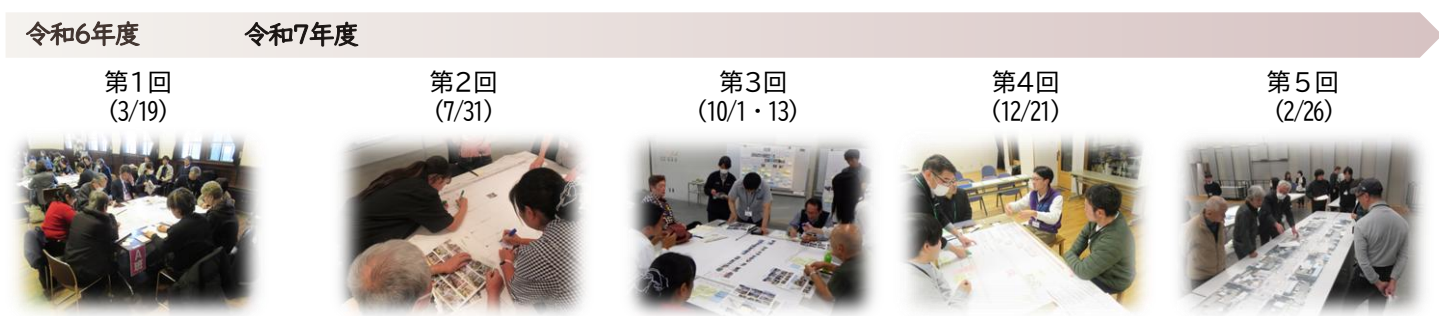 令和6年度
令和7年度
第1回
(3/19)
第2回
(7/31)
第3回
(10/1・13)
第4回
(12/21)
第５回
(2/26)